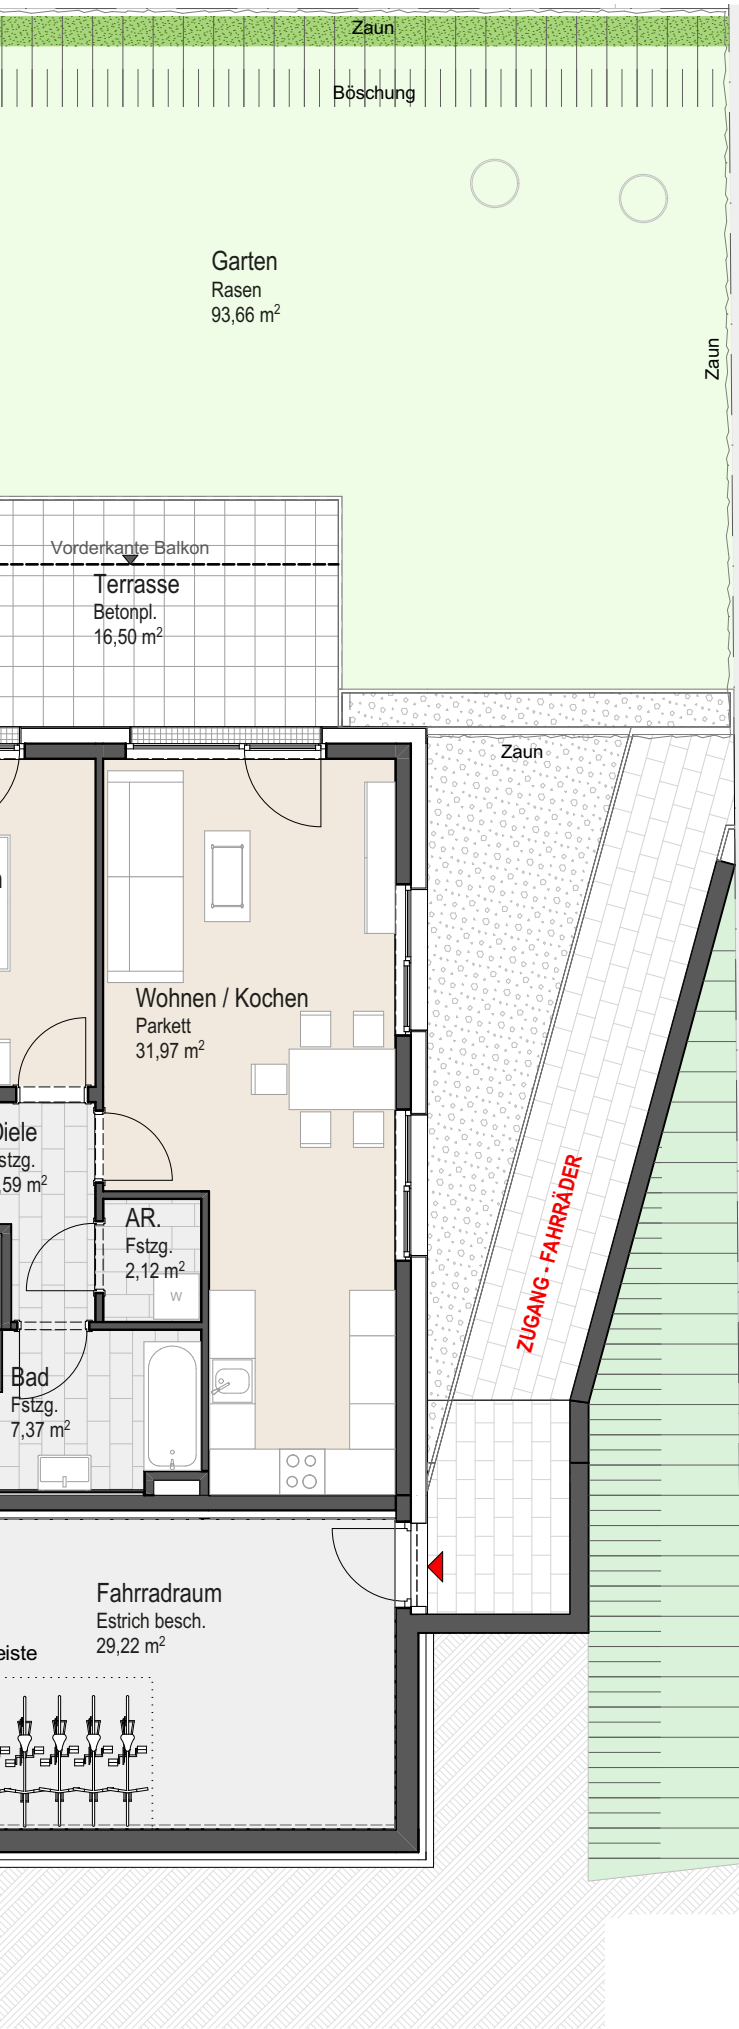 Zaun
Böschung
Garten
Rasen
93,66 m²
Zaun
Vorderkante Balkon
Terrasse
Betonpl.
16,50 m²
Zaun
Wohnen / Kochen
Parkett
31,97 m²
Diele
stzg.
,59 m²
AR.
Fstzg.
2,12 m²
W
ZUGANG - FAHRRÄDER
Bad
Fstzg.
7,37 m²
Fahrradraum
Estrich besch.
29,22 m²
eiste